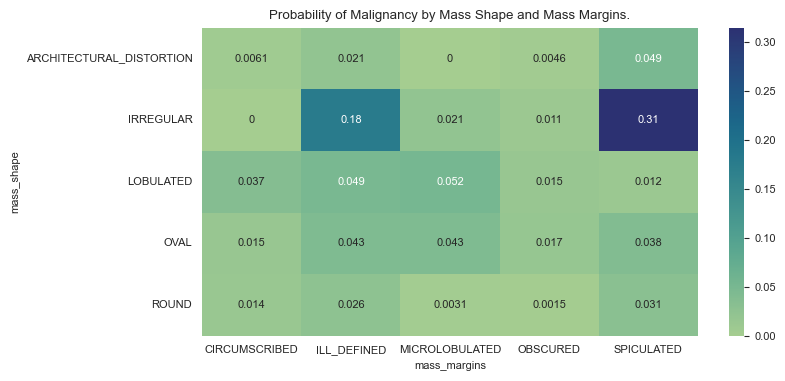 Probability of Malignancy by Mass Shape and Mass Margins.
mass_shape
ARCHITECTURAL_DISTORTION 0.0061 0.021 0 0.0046 0.049
IRREGULAR 0 0.18 0.021 0.011 0.31
LOBULATED 0.037 0.049 0.052 0.015 0.012
OVAL 0.015 0.043 0.043 0.017 0.038
ROUND 0.014 0.026 0.0031 0.0015 0.031
CIRCUMSCRIBED ILL_DEFINED MICROLOBULATED OBSCURED SPICULATED
mass_margins
0.30
0.25
0.20
0.15
0.10
0.05
0.00